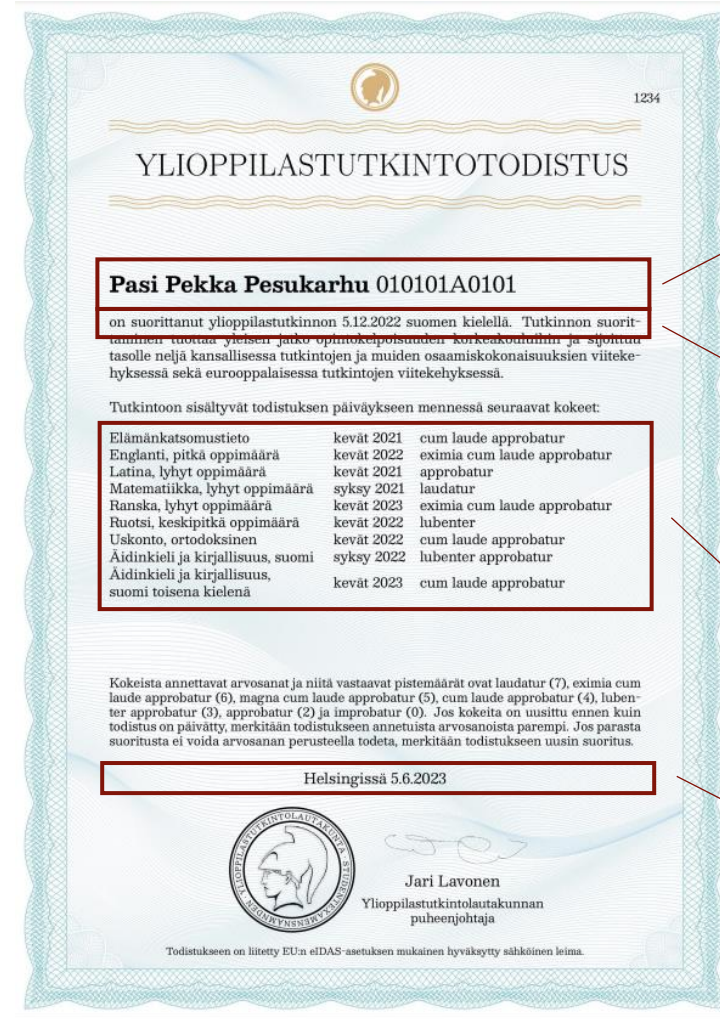 1234
YLIOPPILASTUTKINTOTODISTUS
Pasi Pekka Pesukarhu 010101A0101
on suorittanut ylioppilastutkinnon 5.12.2022 suomen kielellä. Tutkinnon suorit-
taminen tuottaa yleisen jatko-opintokelpoisuuden korkeakouluihin ja sijoittuu
tasolle neljä kansallisessa tutkintojen ja muiden osaamiskokonaisuuksien viiteke-
hyksessä sekä eurooppalaisessa tutkintojen viitekehyksessä.
Tutkintoon sisältyvät todistuksen päiväykseen mennessä seuraavat kokeet:
Elämänkatsomustieto kevät 2021 cum laude approbatur
Englanti, pitkä oppimäärä kevät 2022 eximia cum laude approbatur
Latina, lyhyt oppimäärä kevät 2021 approbatur
Matematiikka, lyhyt oppimäärä syksy 2021 laudatur
Ranska, lyhyt oppimäärä kevät 2023 eximia cum laude approbatur
Ruotsi, keskipitkä oppimäärä kevät 2022 lubenter
Uskonto, ortodoksinen kevät 2022 cum laude approbatur
Äidinkieli ja kirjallisuus, suomi syksy 2022 lubenter approbatur
Äidinkieli ja kirjallisuus,
suomi toisena kielenä kevät 2023 cum laude approbatur
Kokeista annettavat arvosanat ja niitä vastaavat pistemäärät ovat laudatur (7), eximia cum
laude approbatur (6), magna cum laude approbatur (5), cum laude approbatur (4), luben-
ter approbatur (3), approbatur (2) ja improbatur (0). Jos kokeita on uusittu ennen kuin
todistus on päivätty, merkitään todistukseen annetuista arvosanoista parempi. Jos parasta
suoritusta ei voida arvosanan perusteella todeta, merkitään todistukseen uusin suoritus.
Helsingissä 5.6.2023
YLIOPPILASTUTKINTOLAUTAKUNTA · STUDENTEXAMENSNÄMNDEN
Jari Lavonen
Ylioppilastutkintolautakunnan
puheenjohtaja
Todistukseen on liitetty EU:n eIDAS-asetuksen mukainen hyväksytty sähköinen leima.